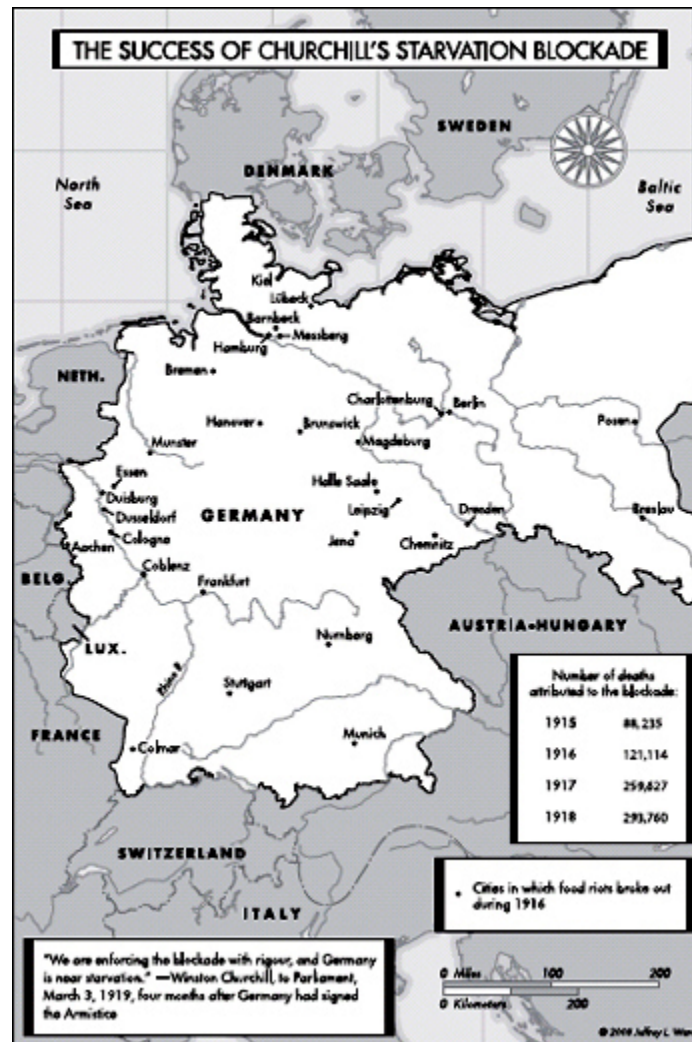 THE SUCCESS OF CHURCHILL'S STARVATION BLOCKADE
SWEDEN
DENMARK
North
Sea
Baltic
Sea
Kiel
Lübeck
Barnbeck
Hamburg
Messberg
NETH.
Bremen
Charlottenburg
Berlin
Hanover
Brunswick
Posen
Munster
Magdeburg
Essen
Halle Saale
Duisburg
Leipzig
Dusseldorf
GERMANY
Dresden
Breslau
Cologne
Jena
Chemnitz
Aachen
Coblenz
BELG.
Frankfurt
AUSTRIA-HUNGARY
LUX.
Nurnberg
Rhine R.
Stuttgart
FRANCE
Colmar
Munich
Number of deaths
attributed to the blockade:
1915 88,235
1916 121,114
1917 259,627
1918 293,760
SWITZERLAND
ITALY
• Cities in which food riots broke out
during 1916
"We are enforcing the blockade with rigour, and Germany
is near starvation." —Winston Churchill, to Parliament,
March 3, 1919, four months after Germany had signed
the Armistice
0 Miles 100 200
0 Kilometers 200
© 2008 Jeffrey L.